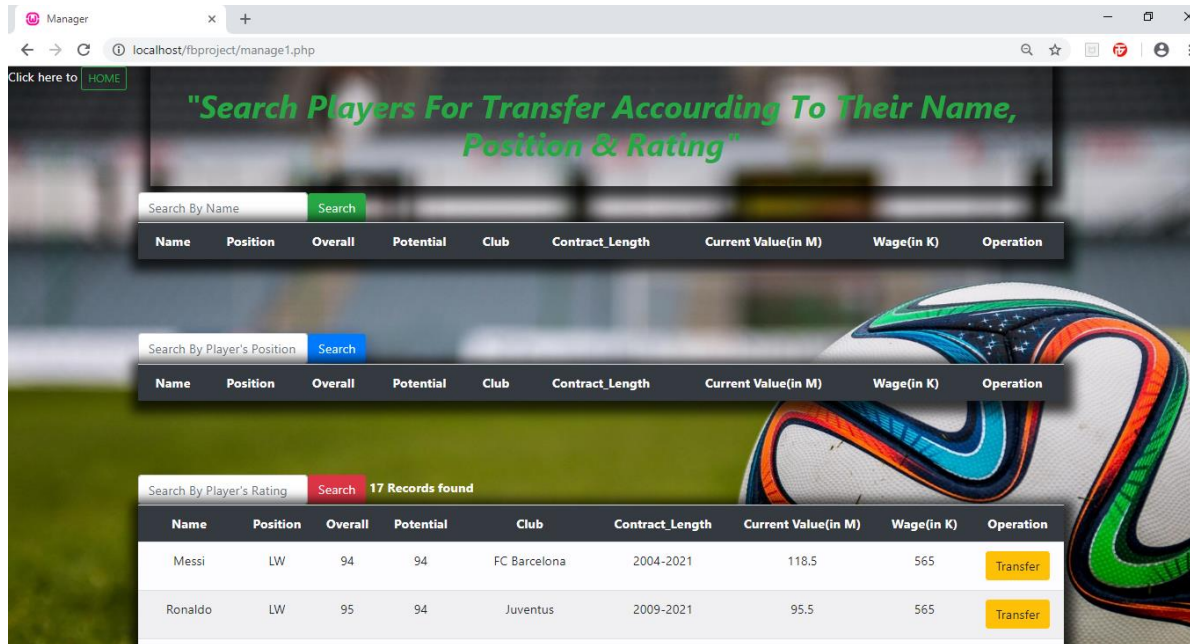 Manager
localhost/fbproject/manage1.php
Click here to HOME
"Search Players For Transfer Accourding To Their Name,
Position & Rating"
Search By Name Search
Name Position Overall Potential Club Contract_Length Current Value(in M) Wage(in K) Operation
Search By Player's Position Search
Name Position Overall Potential Club Contract_Length Current Value(in M) Wage(in K) Operation
Search By Player's Rating Search 17 Records found
Name Position Overall Potential Club Contract_Length Current Value(in M) Wage(in K) Operation
Messi LW 94 94 FC Barcelona 2004-2021 118.5 565 Transfer
Ronaldo LW 95 94 Juventus 2009-2021 95.5 565 Transfer